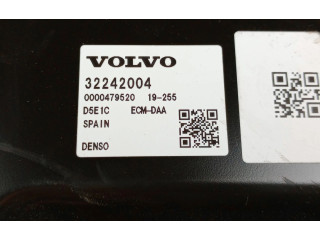 VOLVO
32242004
0000479520 19-255
D5E1C ECM-DAA
SPAIN
DENSO